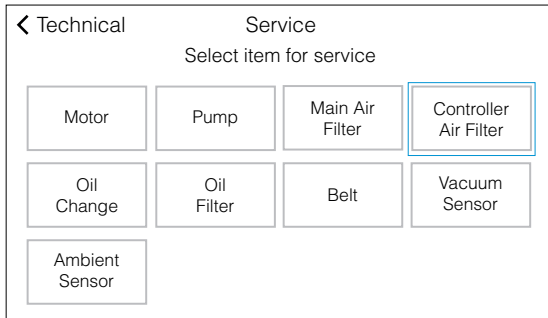 Technical
Service
Select item for service
Motor
Pump
Main Air
Filter
Controller
Air Filter
Oil
Change
Oil
Filter
Belt
Vacuum
Sensor
Ambient
Sensor